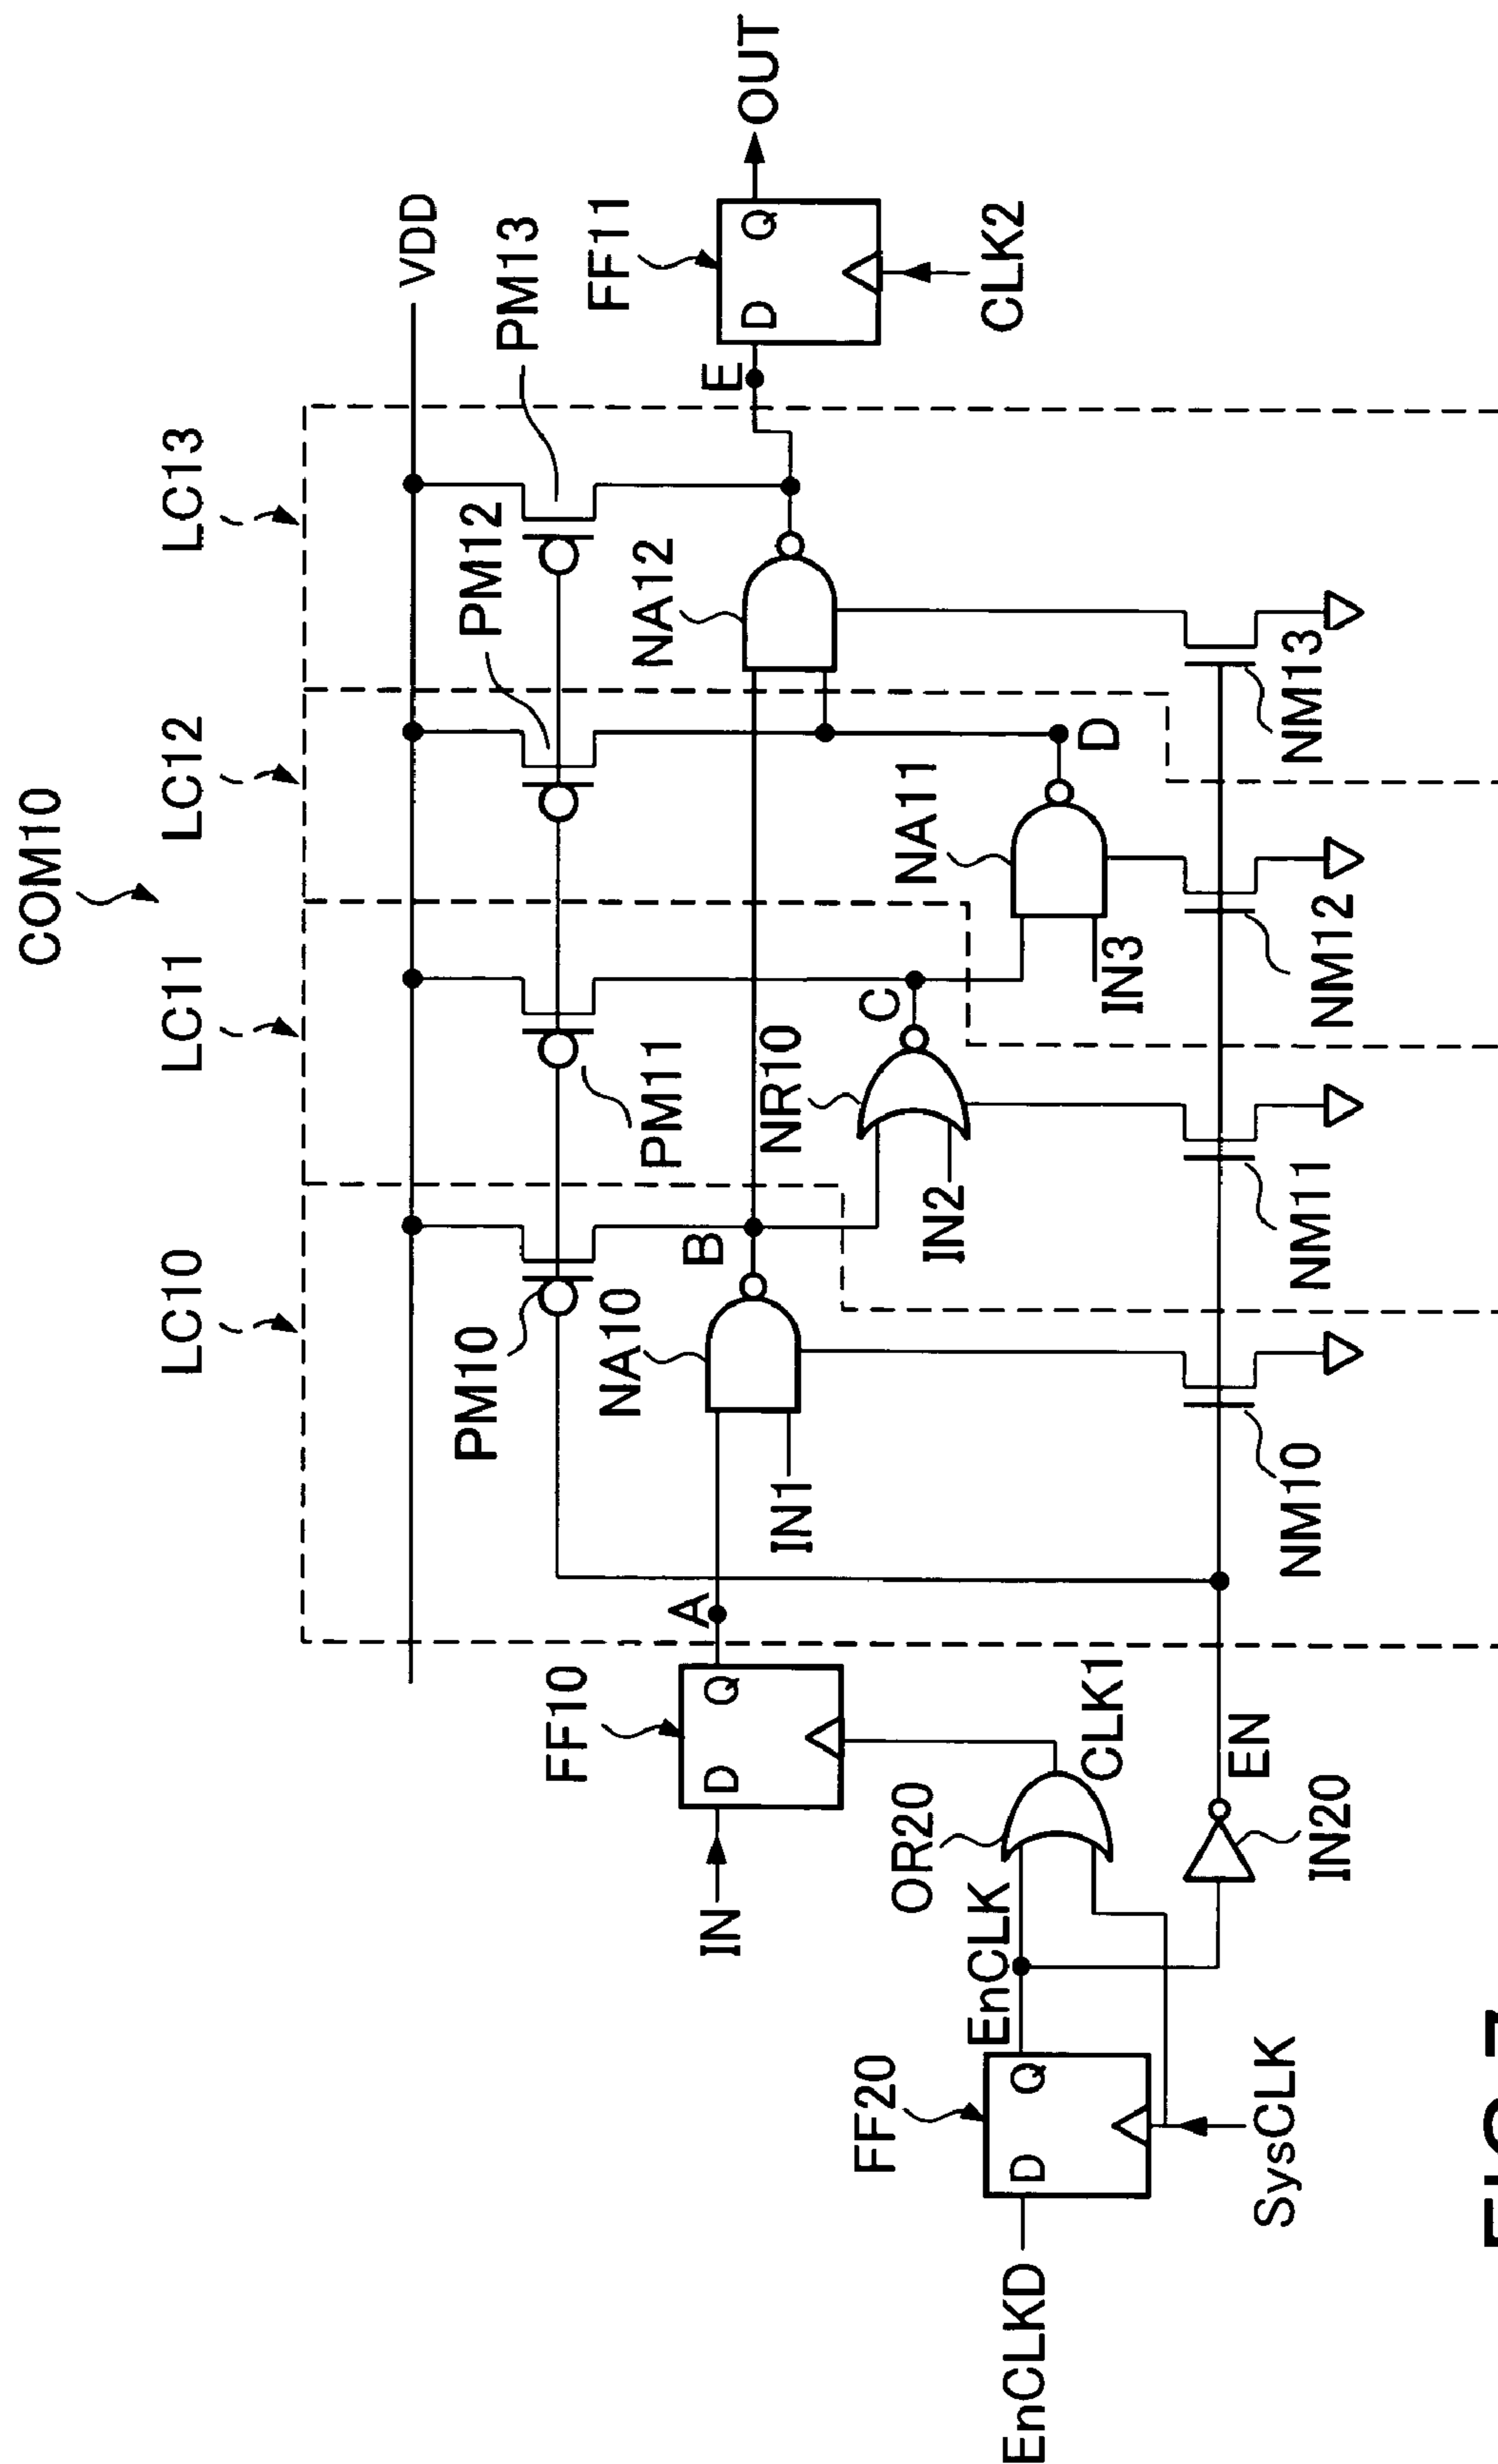 COM10
LC10
LC11
LC12
LC13
VDD
PM10
PM11
PM12
PM13
FF10
D
Q
IN
A
NA10
IN1
B
NR10
IN2
C
NA11
IN3
D
NA12
E
FF11
D
Q
CLK2
OUT
NM10
NM11
NM12
NM13
EnCLKD
FF20
D
Q
SysCLK
EnCLK
OR20
CLK1
IN20
EN